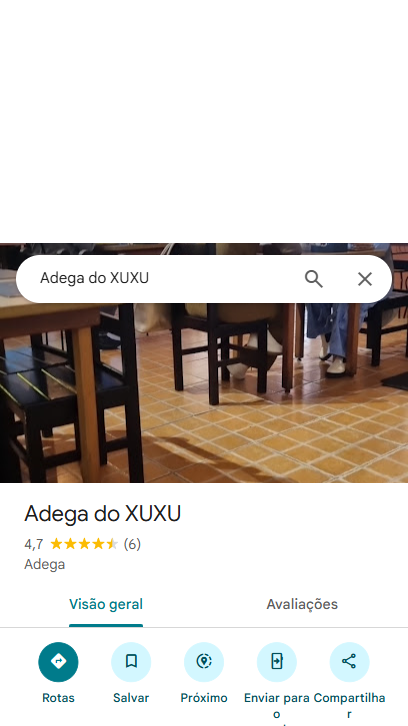 Adega do XUXU
Adega do XUXU
4,7 (6)
Adega
Visão geral Avaliações
Rotas Salvar Próximo Enviar para o Compartilhar